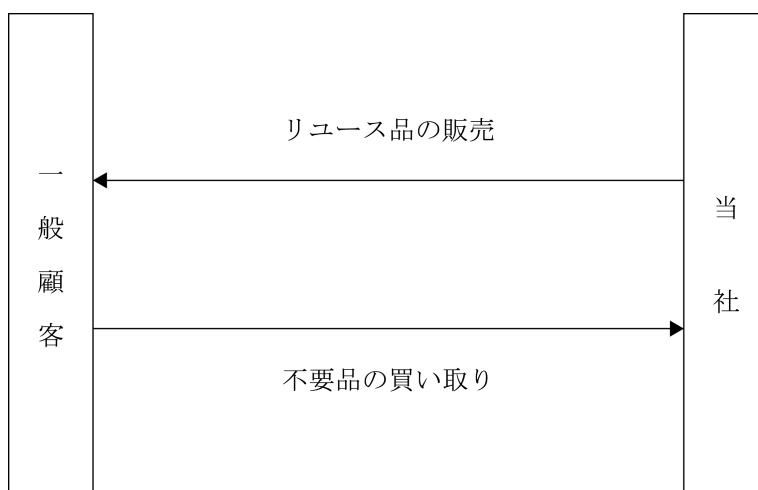 一般顧客
リユース品の販売
不要品の買い取り
当社